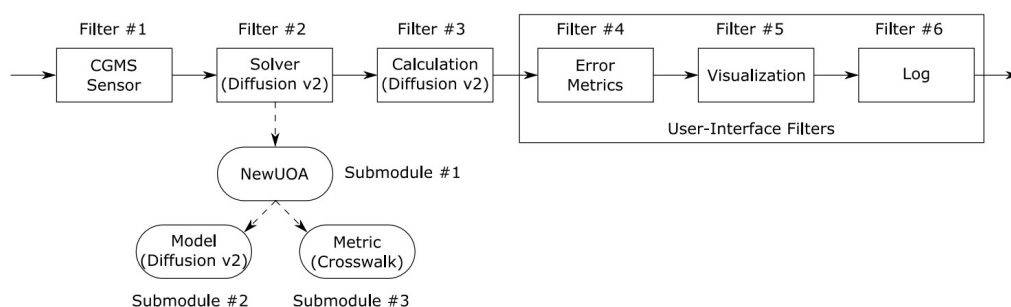 Filter #1
Filter #2
Filter #3
Filter #4
Filter #5
Filter #6
CGMS
Sensor
Solver
(Diffusion v2)
Calculation
(Diffusion v2)
Error
Metrics
Visualization
Log
User-Interface Filters
NewUOA
Submodule #1
Model
(Diffusion v2)
Metric
(Crosswalk)
Submodule #2
Submodule #3